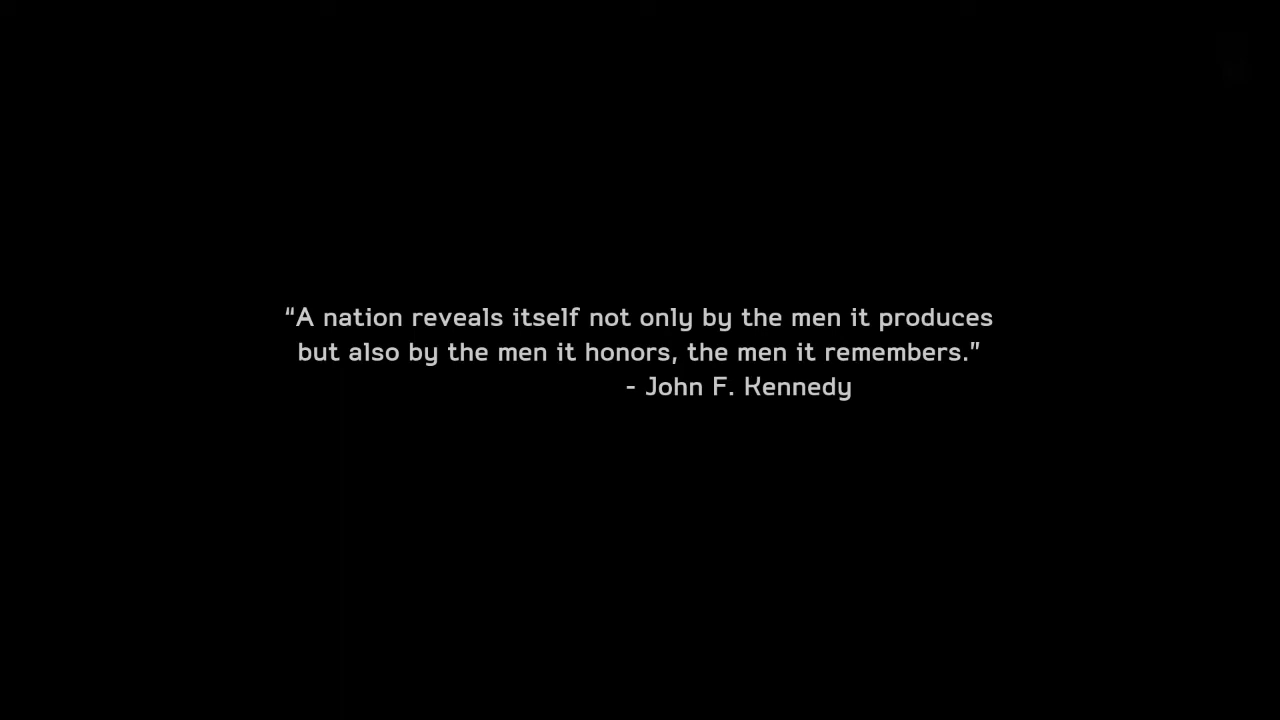 “A nation reveals itself not only by the men it produces
but also by the men it honors, the men it remembers.”
- John F. Kennedy